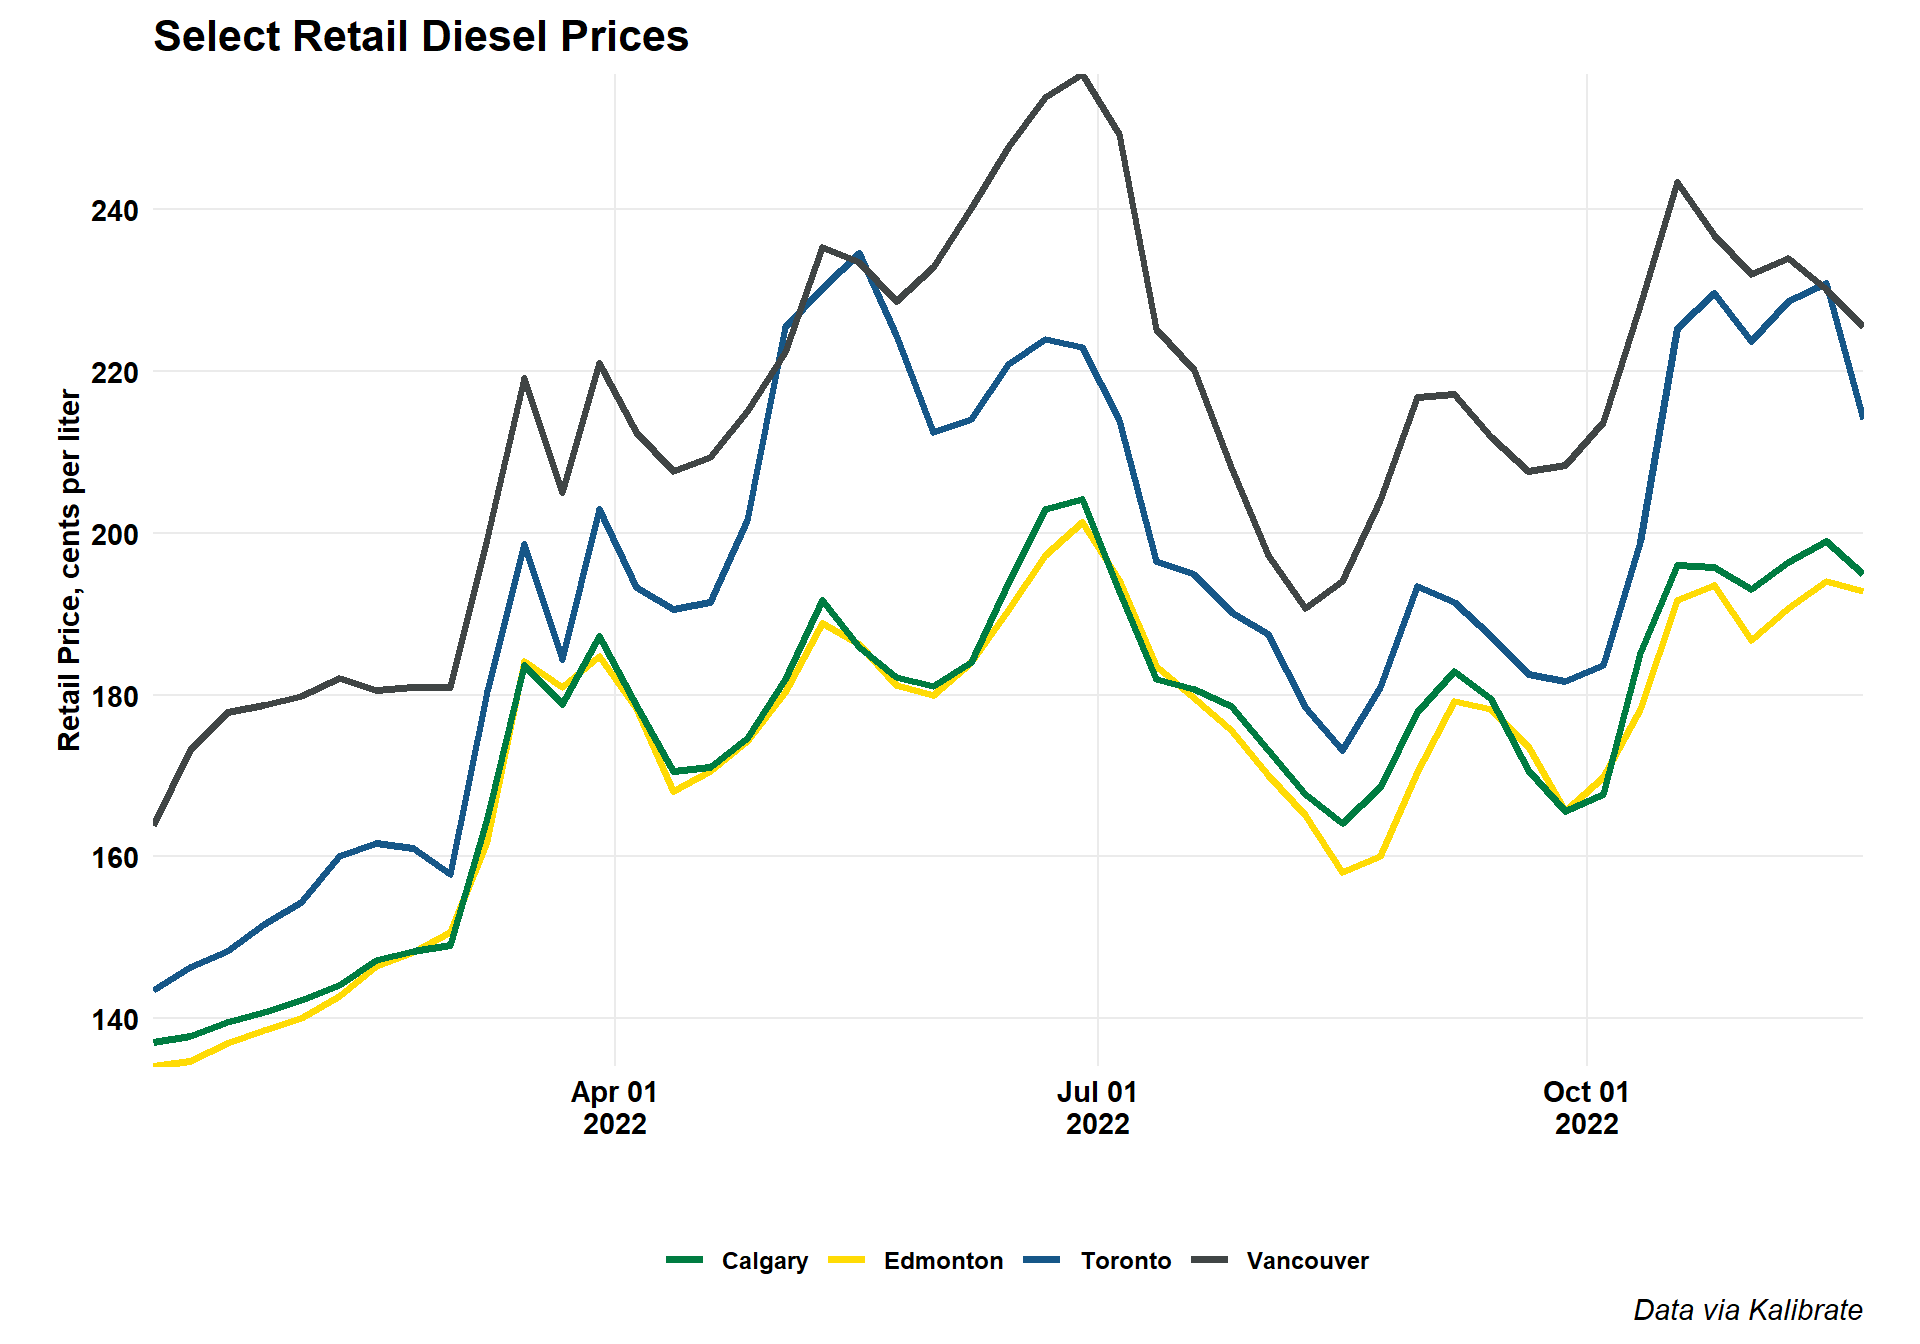 Select Retail Diesel Prices
Retail Price, cents per liter
240
220
200
180
160
140
Apr 01
2022
Jul 01
2022
Oct 01
2022
Calgary
Edmonton
Toronto
Vancouver
Data via Kalibrate